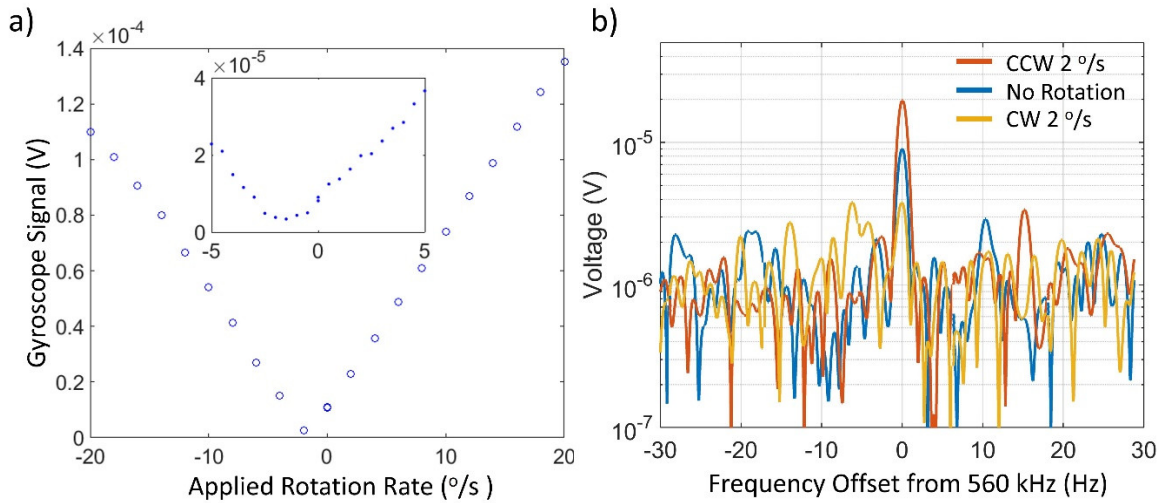 a)
Gyroscope Signal (V)
1.4 ×10^-4
1.2
1
0.8
0.6
0.4
0.2
0
-20 -10 0 10 20
Applied Rotation Rate (°/s )
4 ×10^-5
2
0
-5 0 5
b)
Voltage (V)
10^-5
10^-6
10^-7
CCW 2 °/s
No Rotation
CW 2 °/s
-30 -20 -10 0 10 20 30
Frequency Offset from 560 kHz (Hz)